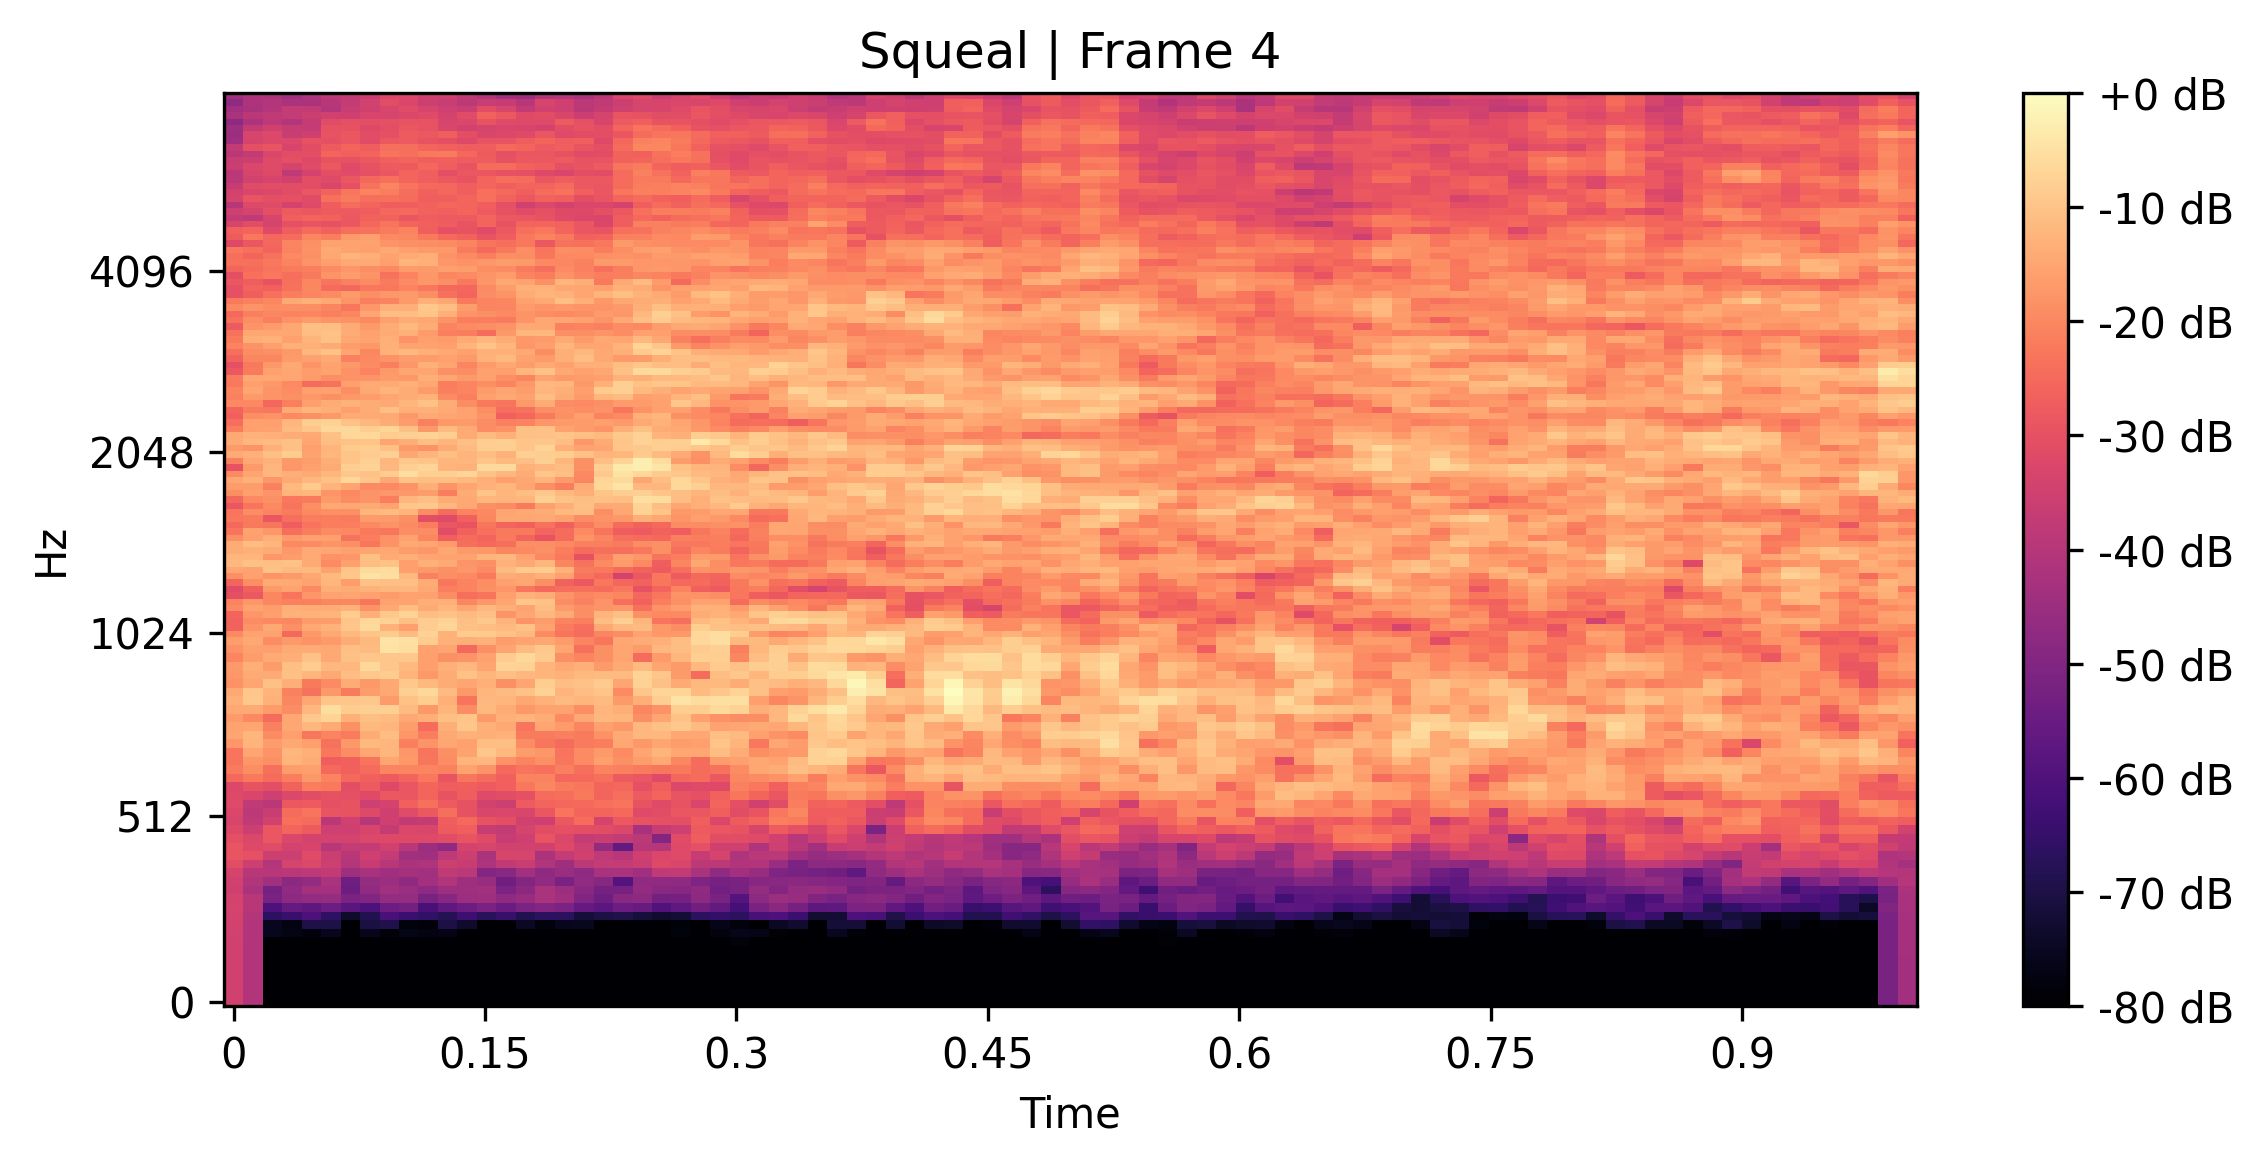 Squeal | Frame 4
Hz
4096
2048
1024
512
0
0 0.15 0.3 0.45 0.6 0.75 0.9
Time
+0 dB
-10 dB
-20 dB
-30 dB
-40 dB
-50 dB
-60 dB
-70 dB
-80 dB